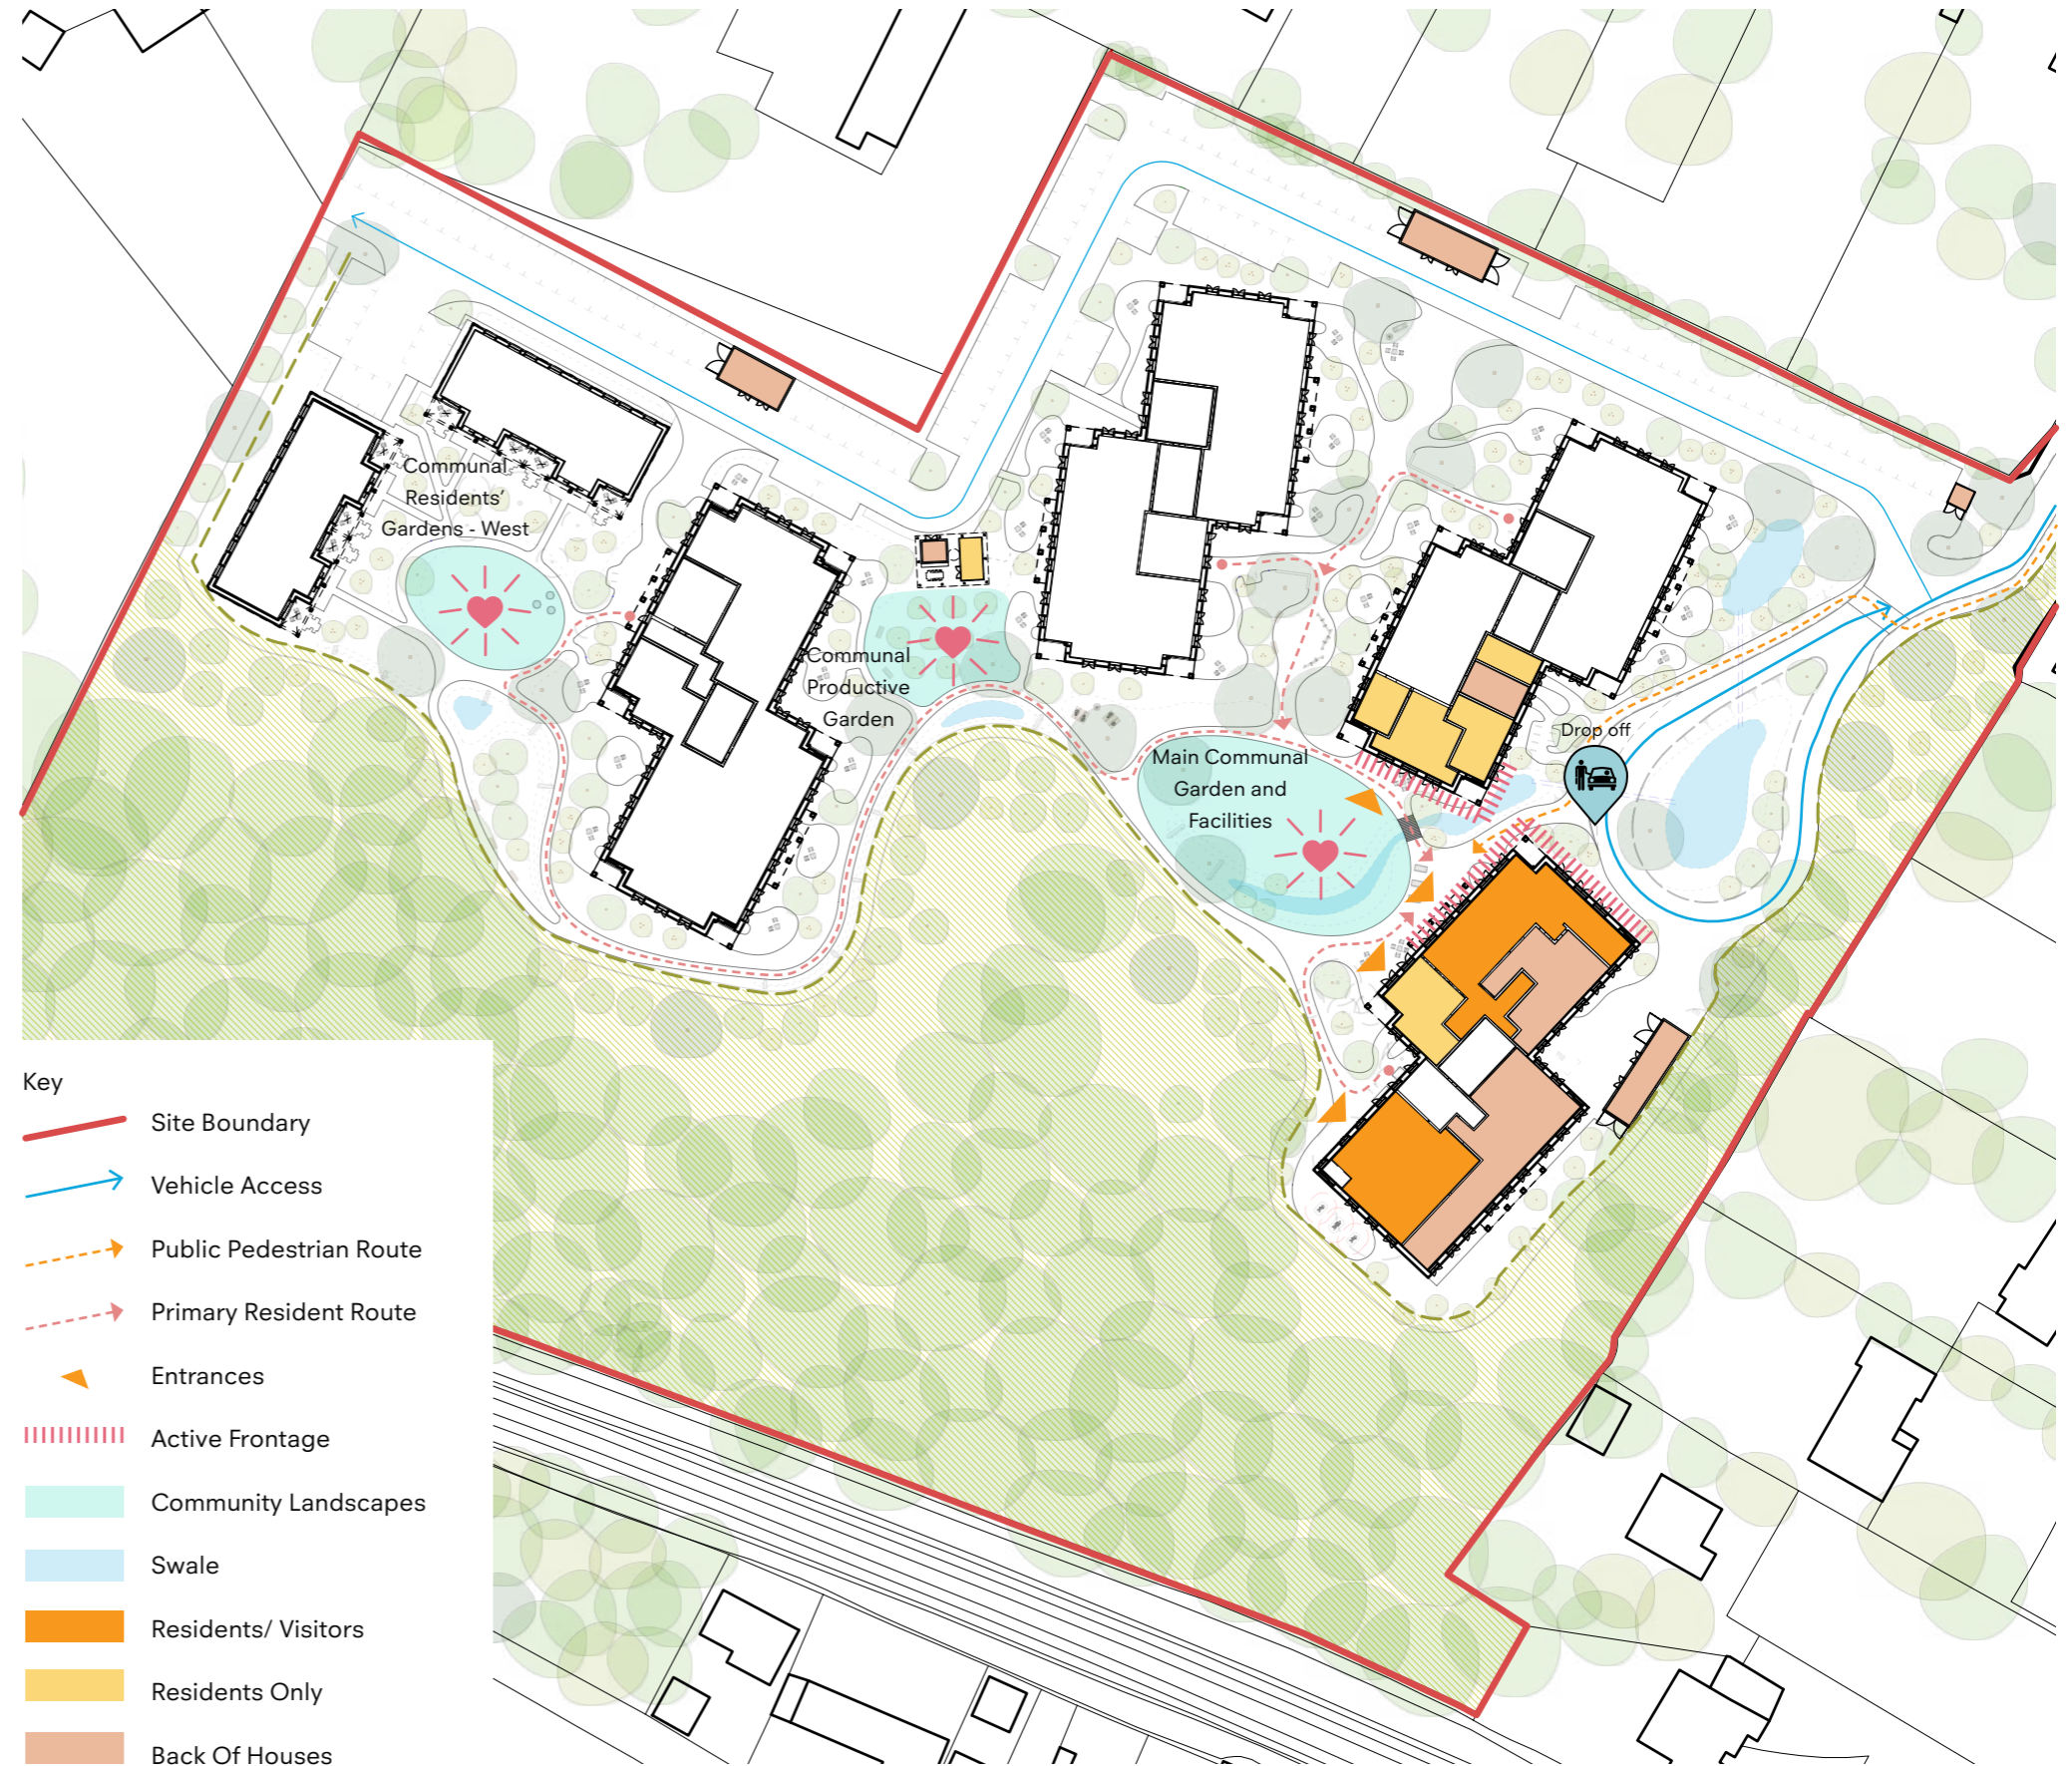 Communal
Residents’
Gardens - West
Communal
Productive
Garden
Drop off
Main Communal
Garden and
Facilities
Key
Site Boundary
Vehicle Access
Public Pedestrian Route
Primary Resident Route
Entrances
Active Frontage
Community Landscapes
Swale
Residents/ Visitors
Residents Only
Back Of Houses